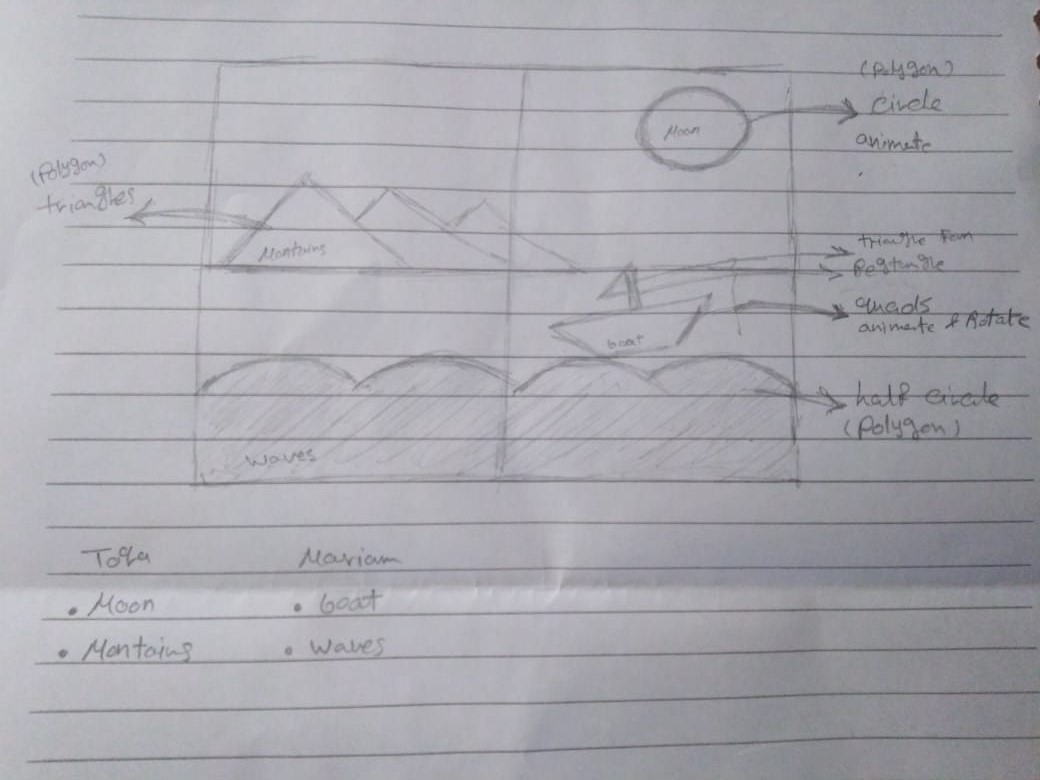 (Polygon)
Circle
animate
Moon
(Polygon)
triangles
Montains
triangle Fan
Rectangle
quads
animate & Rotate
boat
half circle
(Polygon)
waves
Toqa Mariam
• Moon • boat
• Montains • waves